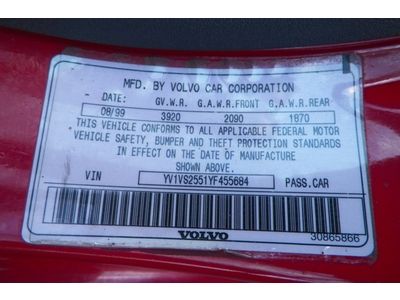 MFD. BY VOLVO CAR CORPORATION
DATE: GV.W.R. G.A.W.R.FRONT G.A.W.R.REAR
08/99 3920 2090 1870
THIS VEHICLE CONFORMS TO ALL APPLICABLE FEDERAL MOTOR
VEHICLE SAFETY, BUMPER AND THEFT PROTECTION STANDARDS
IN EFFECT ON THE DATE OF MANUFACTURE
SHOWN ABOVE.
VIN YV1VS2551YF455684 PASS.CAR
VOLVO 30865866